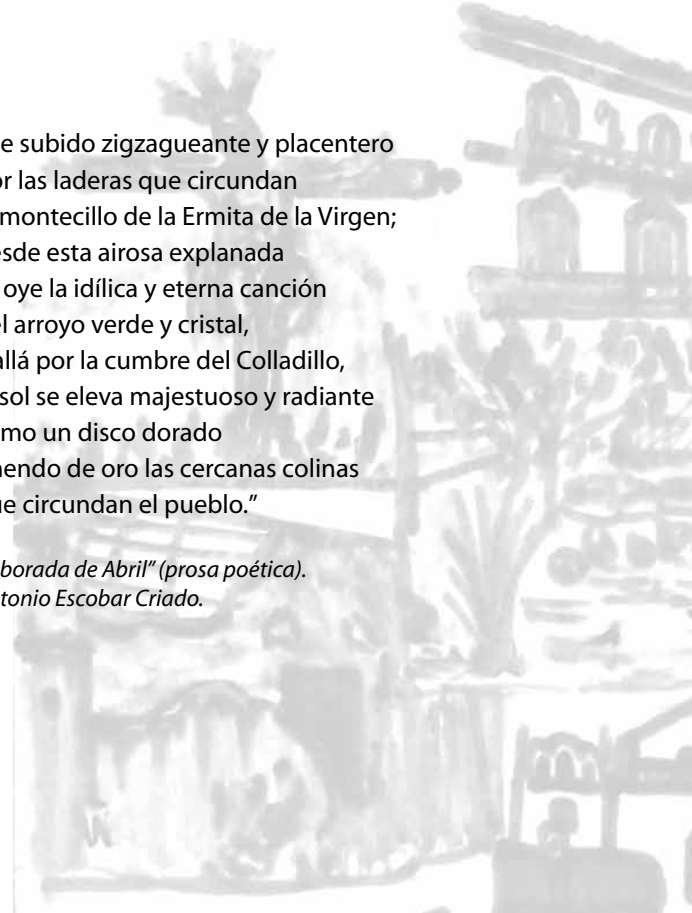 e subido zigzagueante y placentero
or las laderas que circundan
montecillo de la Ermita de la Virgen;
esde esta airosa explanada
oye la idílica y eterna canción
el arroyo verde y cristal,
allá por la cumbre del Colladillo,
sol se eleva majestuoso y radiante
mo un disco dorado
nendo de oro las cercanas colinas
ue circundan el pueblo.”
borada de Abril” (prosa poética).
tonio Escobar Criado.